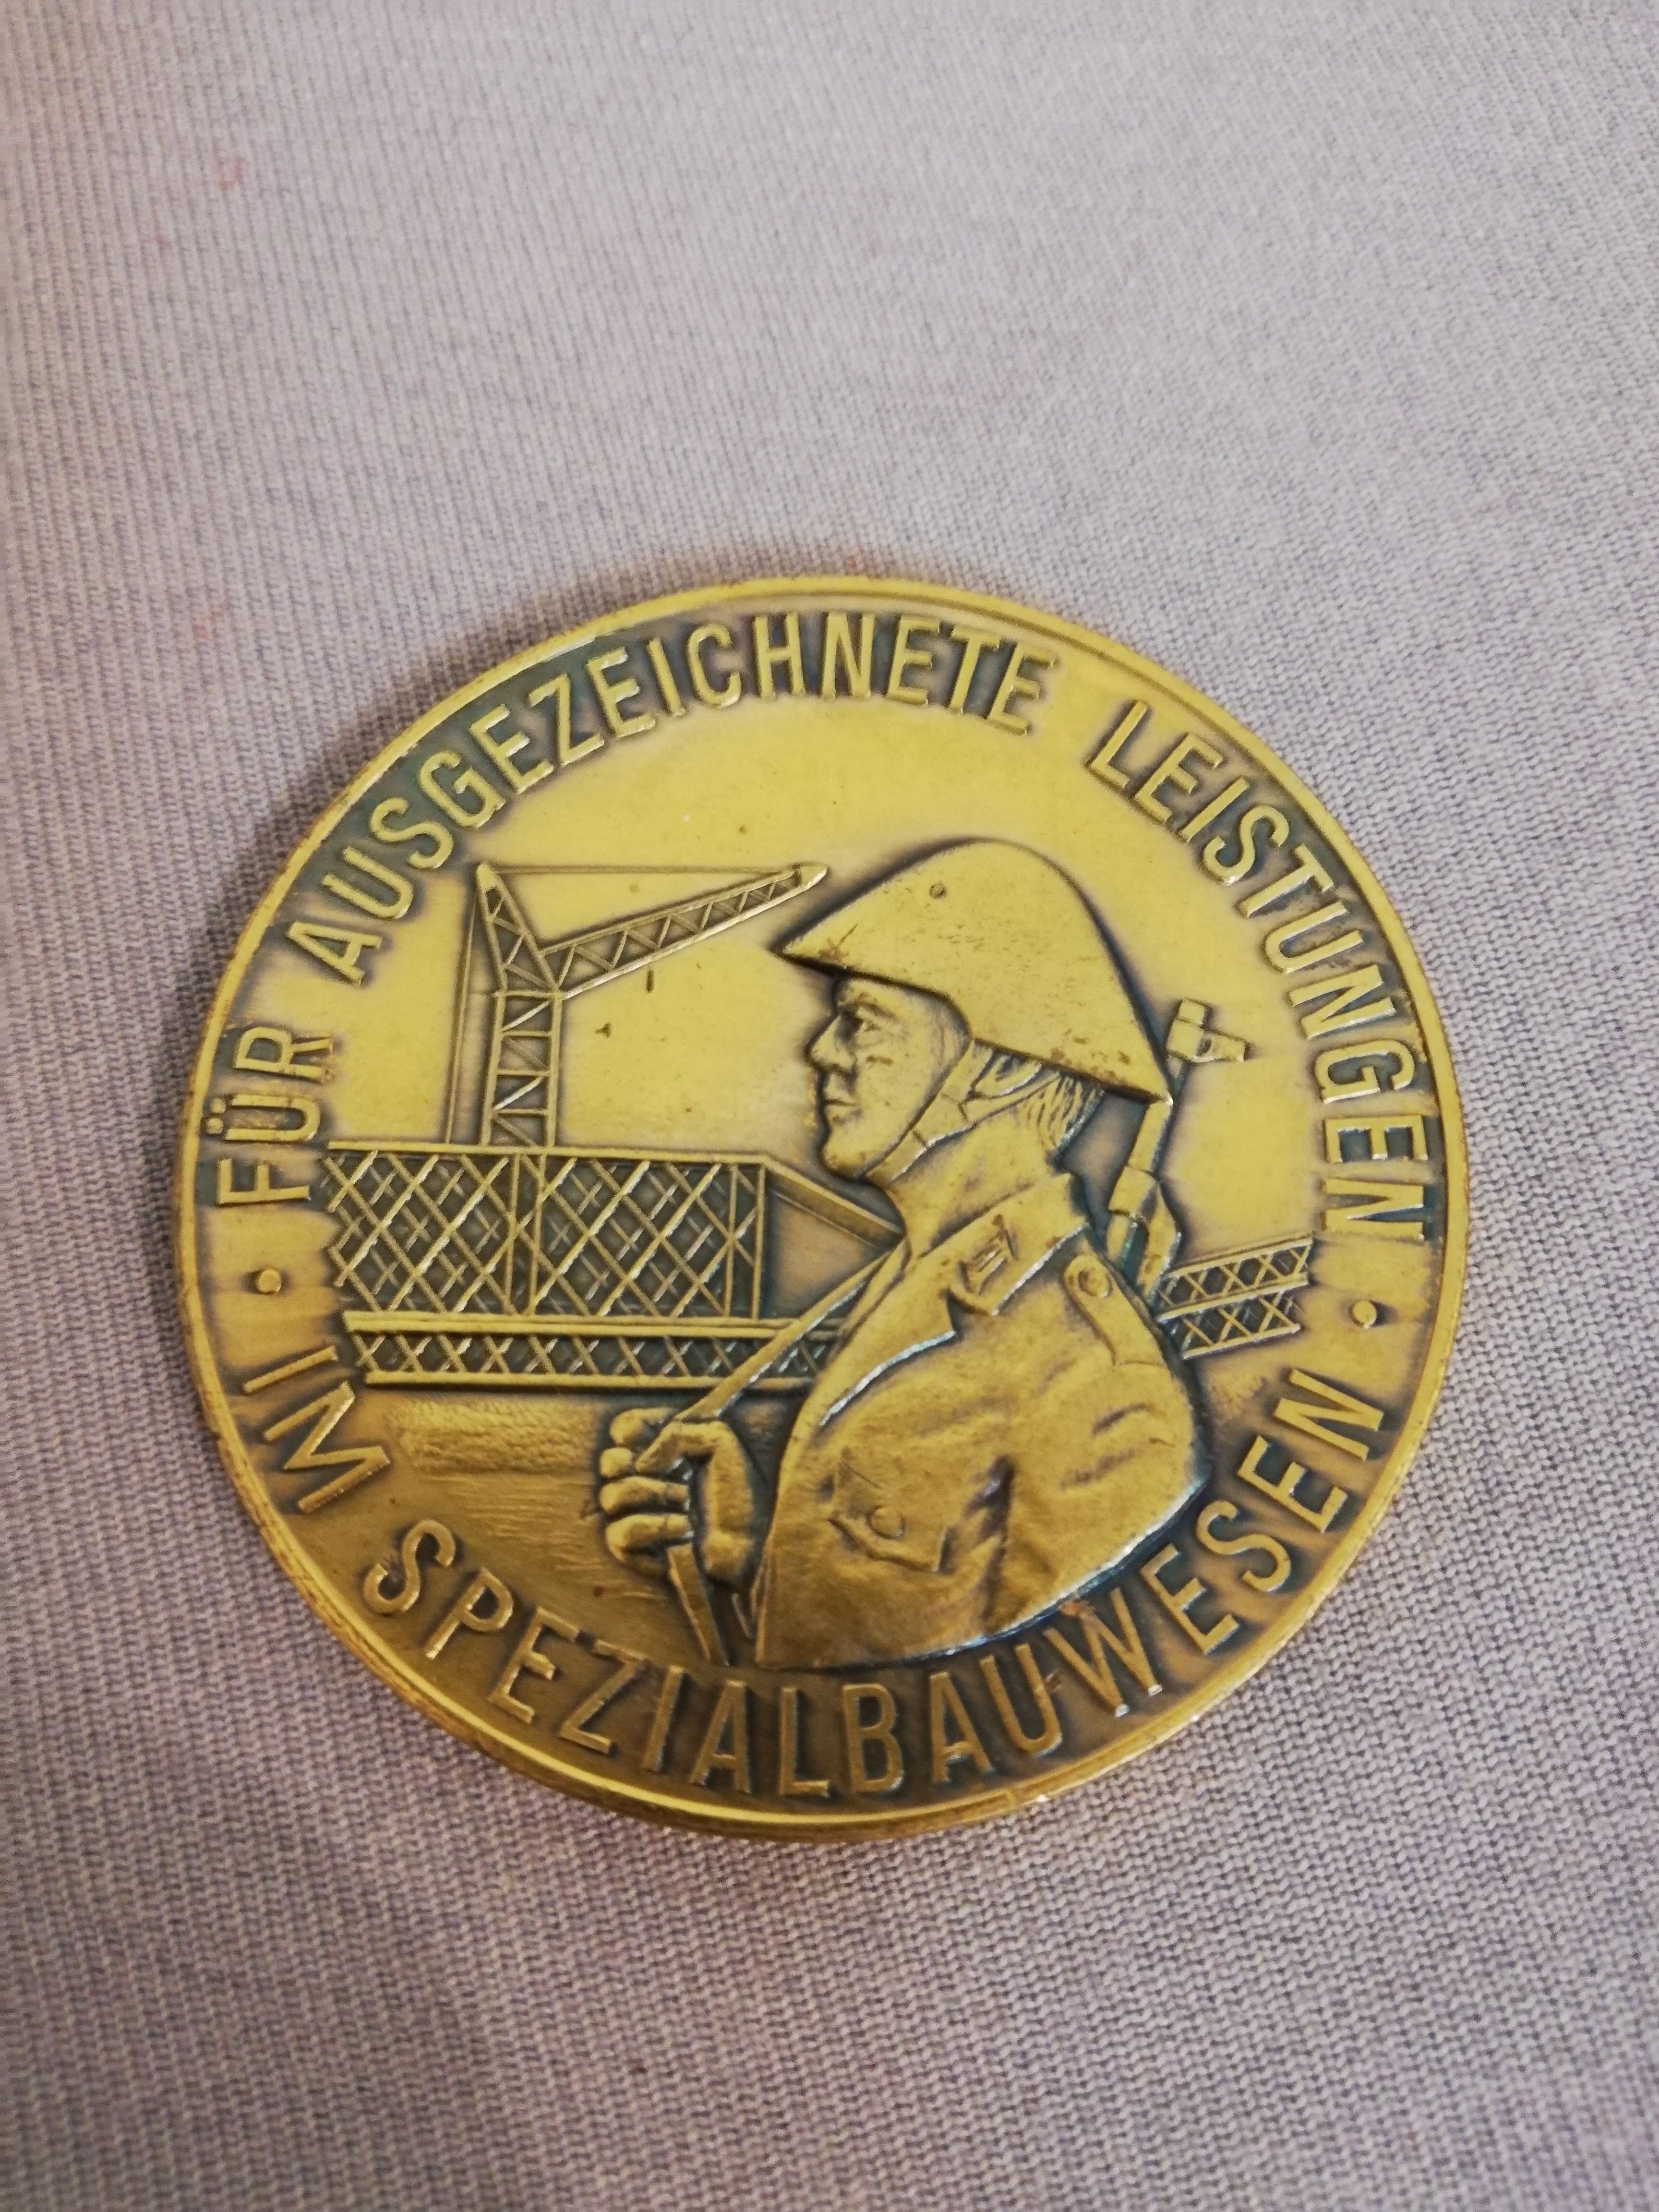 FÜR AUSGEZEICHNETE LEISTUNGEN
IM SPEZIALBAUWESEN